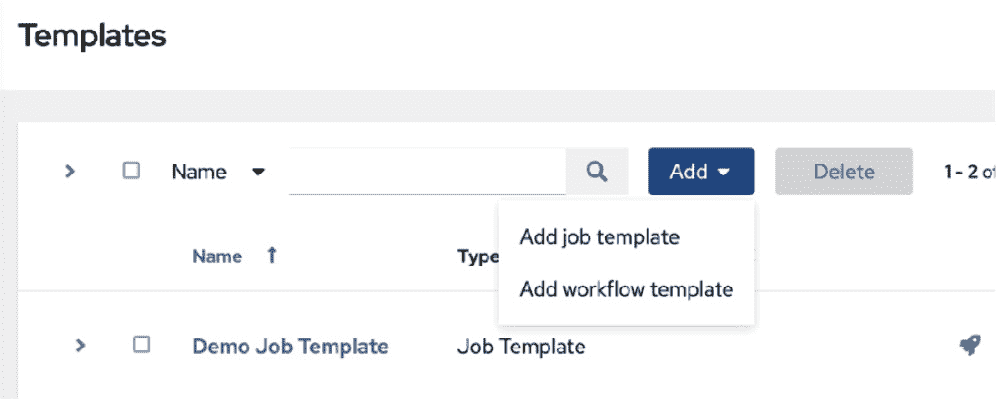 Templates
Name
Add
Delete
1 - 2 of
Name
Type
Add job template
Add workflow template
Demo Job Template
Job Template